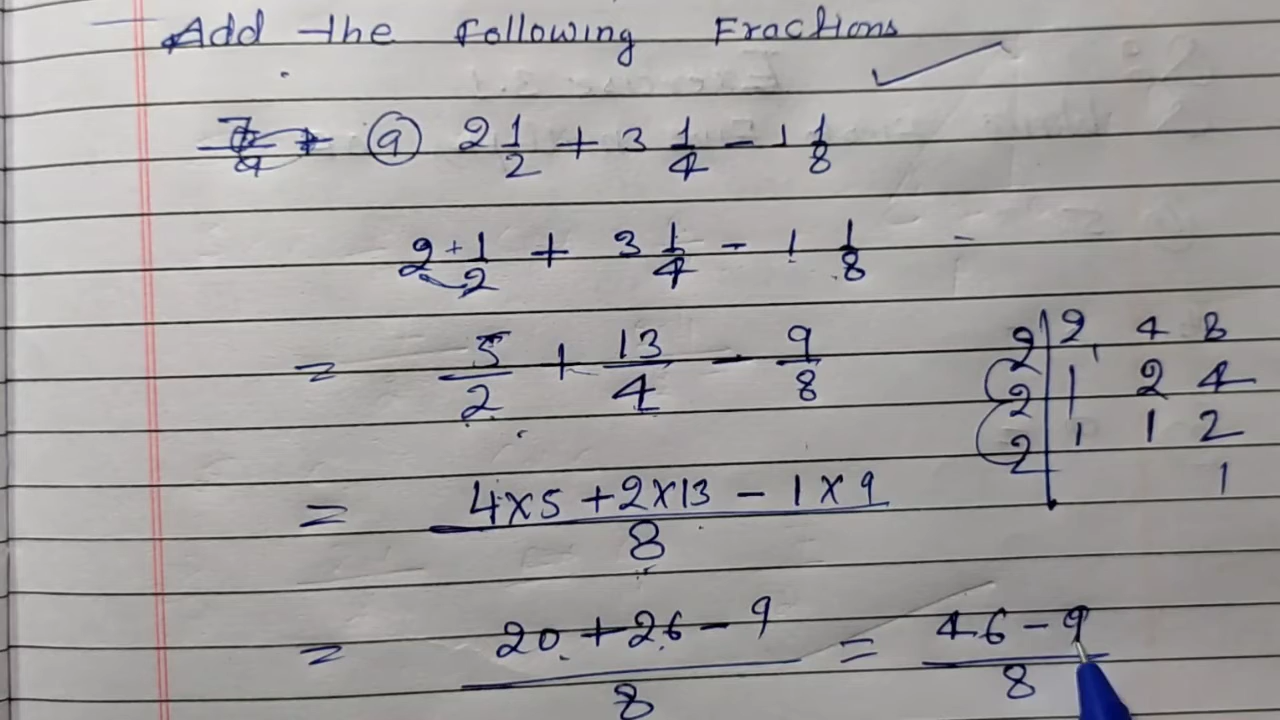 Add the Following Fractions
ⓐ 2 1/2 + 3 1/4 - 1 1/8
2 + 1/2 + 3 1/4 - 1 1/8 -
= 5/2 + 13/4 - 9/8
2 | 2, 4 8
2 | 1 2 4
2 | 1 1 2
1
= 4×5 + 2×13 - 1×9 / 8
= 20 + 26 - 9 / 8 = 46 - 9 / 8